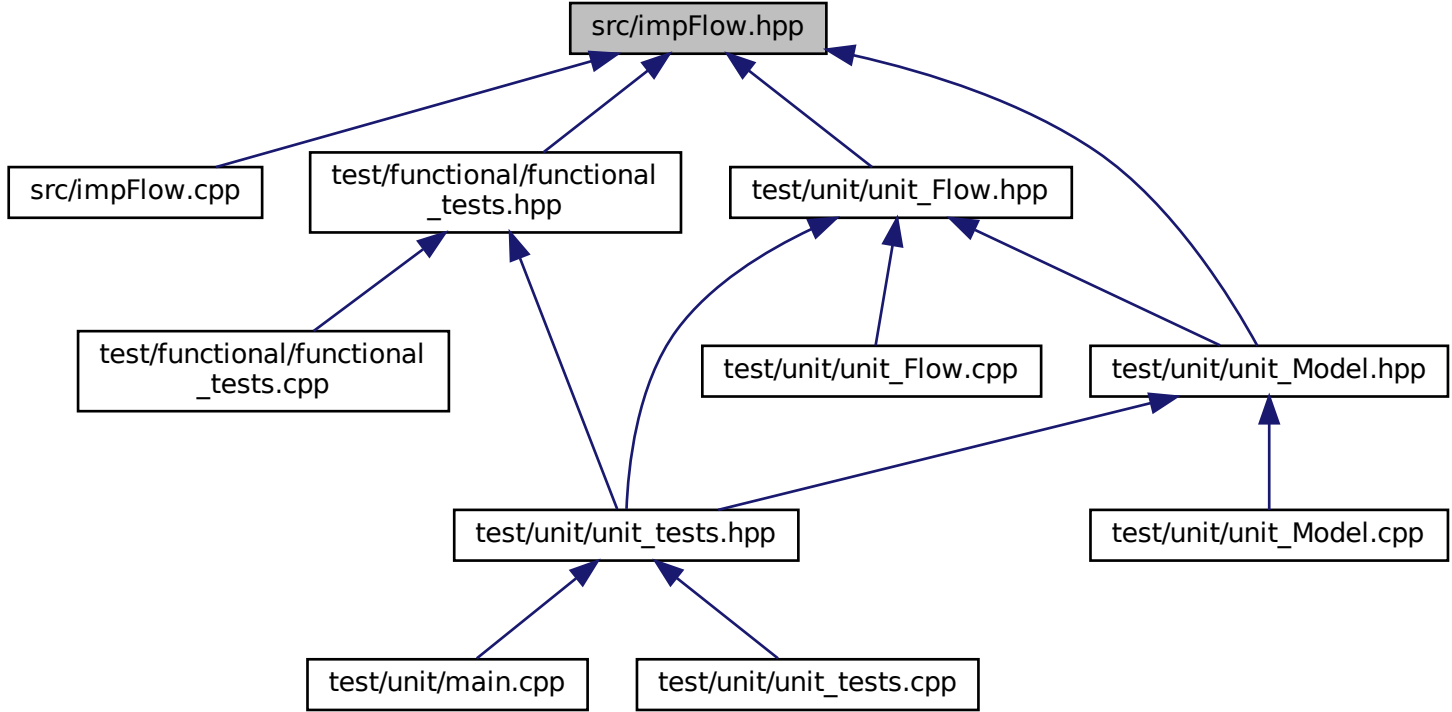 src/impFlow.hpp
src/impFlow.cpp
test/functional/functional
_tests.hpp
test/unit/unit_Flow.hpp
test/functional/functional
_tests.cpp
test/unit/unit_Flow.cpp
test/unit/unit_Model.hpp
test/unit/unit_tests.hpp
test/unit/unit_Model.cpp
test/unit/main.cpp
test/unit/unit_tests.cpp